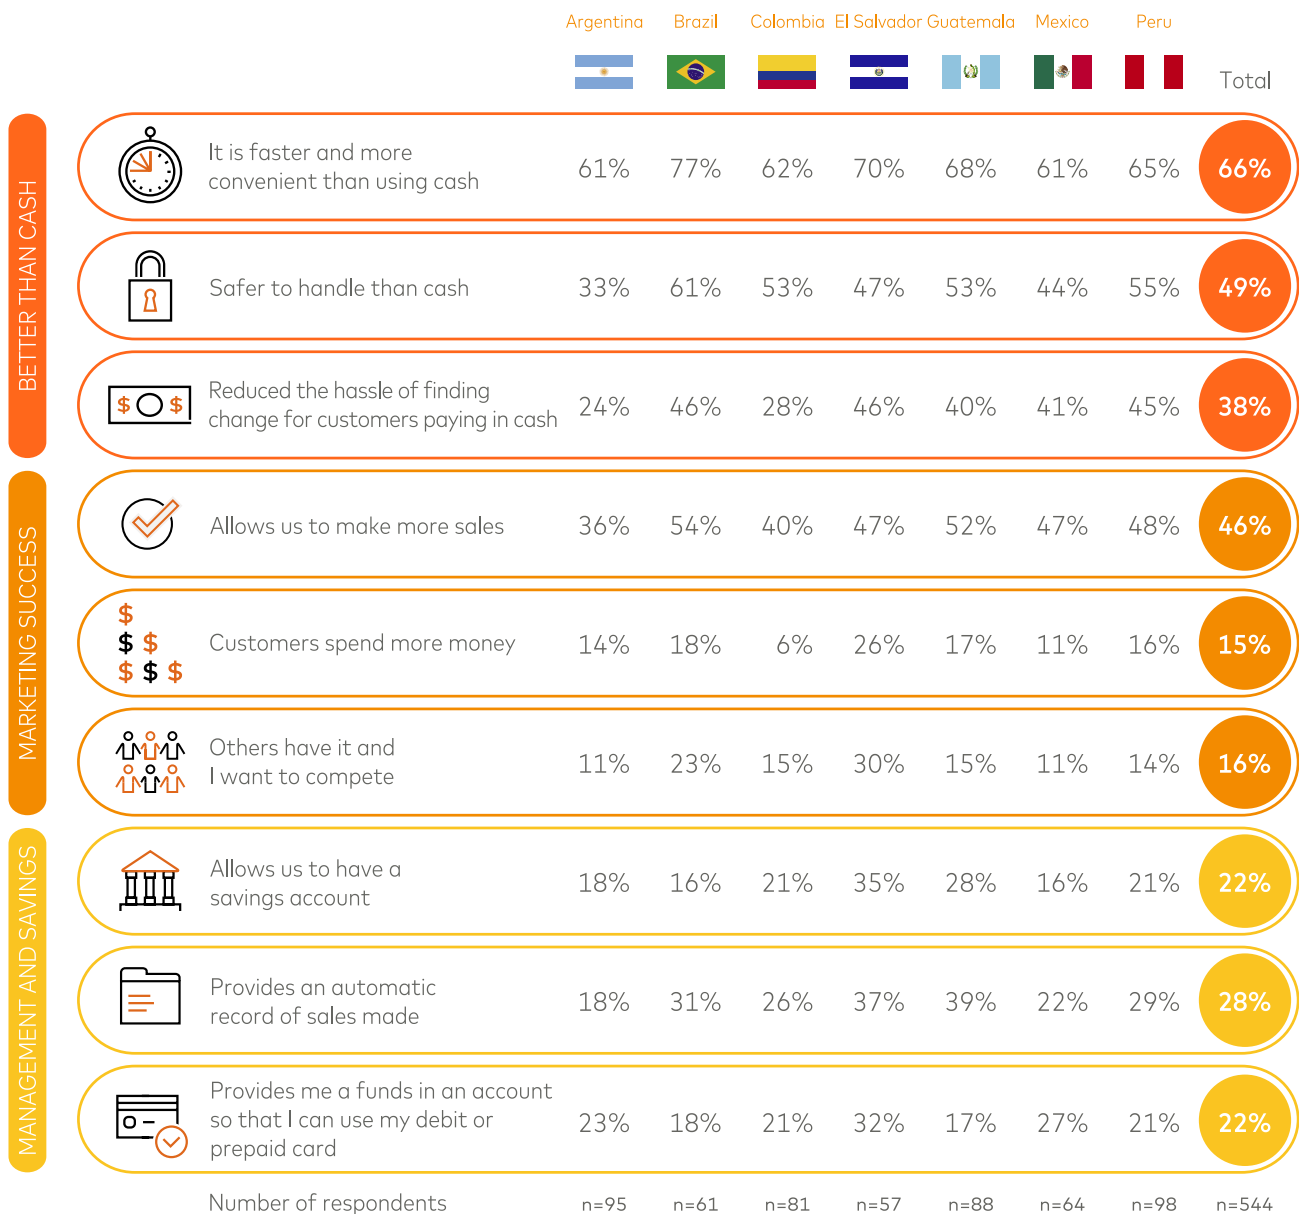 Argentina Brazil Colombia El Salvador Guatemala Mexico Peru
Total
BETTER THAN CASH
It is faster and more
convenient than using cash
61% 77% 62% 70% 68% 61% 65% 66%
Safer to handle than cash 33% 61% 53% 47% 53% 44% 55% 49%
$ $
Reduced the hassle of finding
change for customers paying in cash
24% 46% 28% 46% 40% 41% 45% 38%
MARKETING SUCCESS
Allows us to make more sales 36% 54% 40% 47% 52% 47% 48% 46%
$
$ $
$ $ $
Customers spend more money 14% 18% 6% 26% 17% 11% 16% 15%
Others have it and
I want to compete
11% 23% 15% 30% 15% 11% 14% 16%
MANAGEMENT AND SAVINGS
Allows us to have a
savings account
18% 16% 21% 35% 28% 16% 21% 22%
Provides an automatic
record of sales made
18% 31% 26% 37% 39% 22% 29% 28%
Provides me a funds in an account
so that I can use my debit or
prepaid card
23% 18% 21% 32% 17% 27% 21% 22%
Number of respondents n=95 n=61 n=81 n=57 n=88 n=64 n=98 n=544